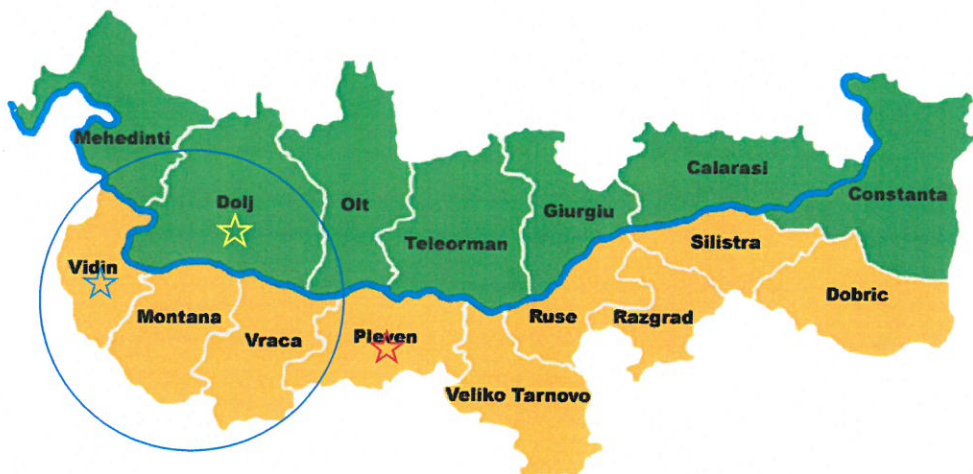 Mehedinti
Dolj
Olt
Teleorman
Giurgiu
Calarasi
Constanta
Vidin
Montana
Vraca
Pleven
Veliko Tarnovo
Ruse
Razgrad
Silistra
Dobric